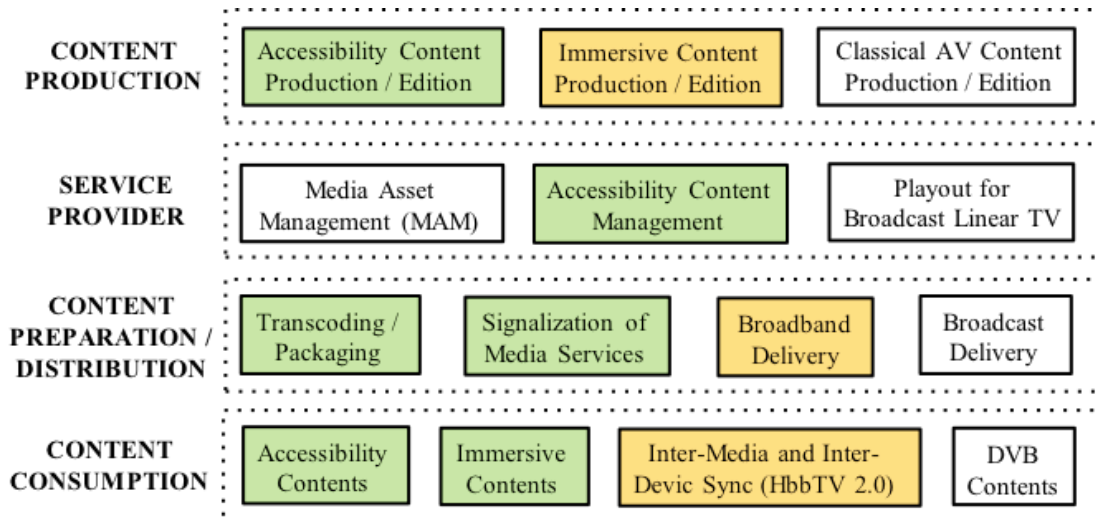 CONTENT
PRODUCTION
Accessibility Content
Production / Edition
Immersive Content
Production / Edition
Classical AV Content
Production / Edition
SERVICE
PROVIDER
Media Asset
Management (MAM)
Accessibility Content
Management
Playout for
Broadcast Linear TV
CONTENT
PREPARATION /
DISTRIBUTION
Transcoding /
Packaging
Signalization of
Media Services
Broadband
Delivery
Broadcast
Delivery
CONTENT
CONSUMPTION
Accessibility
Contents
Immersive
Contents
Inter-Media and Inter-
Devic Sync (HbbTV 2.0)
DVB
Contents